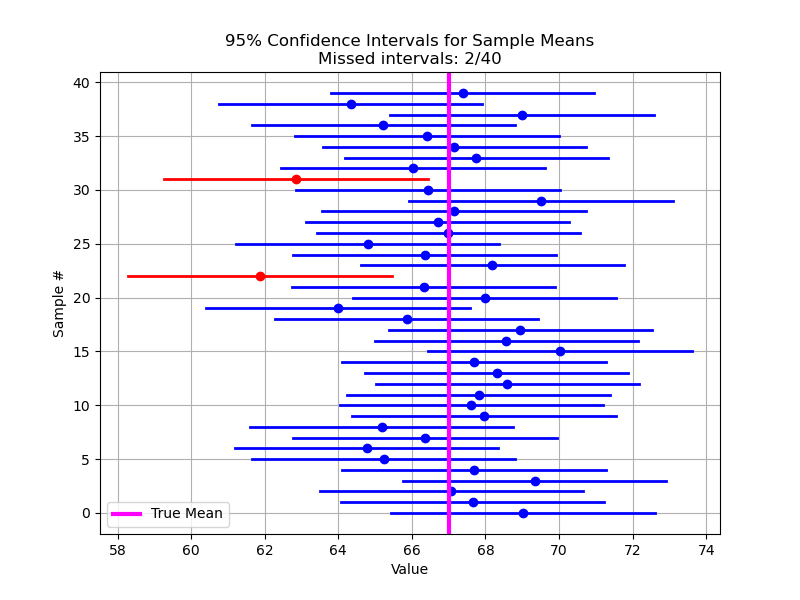 95% Confidence Intervals for Sample Means
Missed intervals: 2/40
40
35
30
25
20
15
10
5
0
Sample #
True Mean
58 60 62 64 66 68 70 72 74
Value